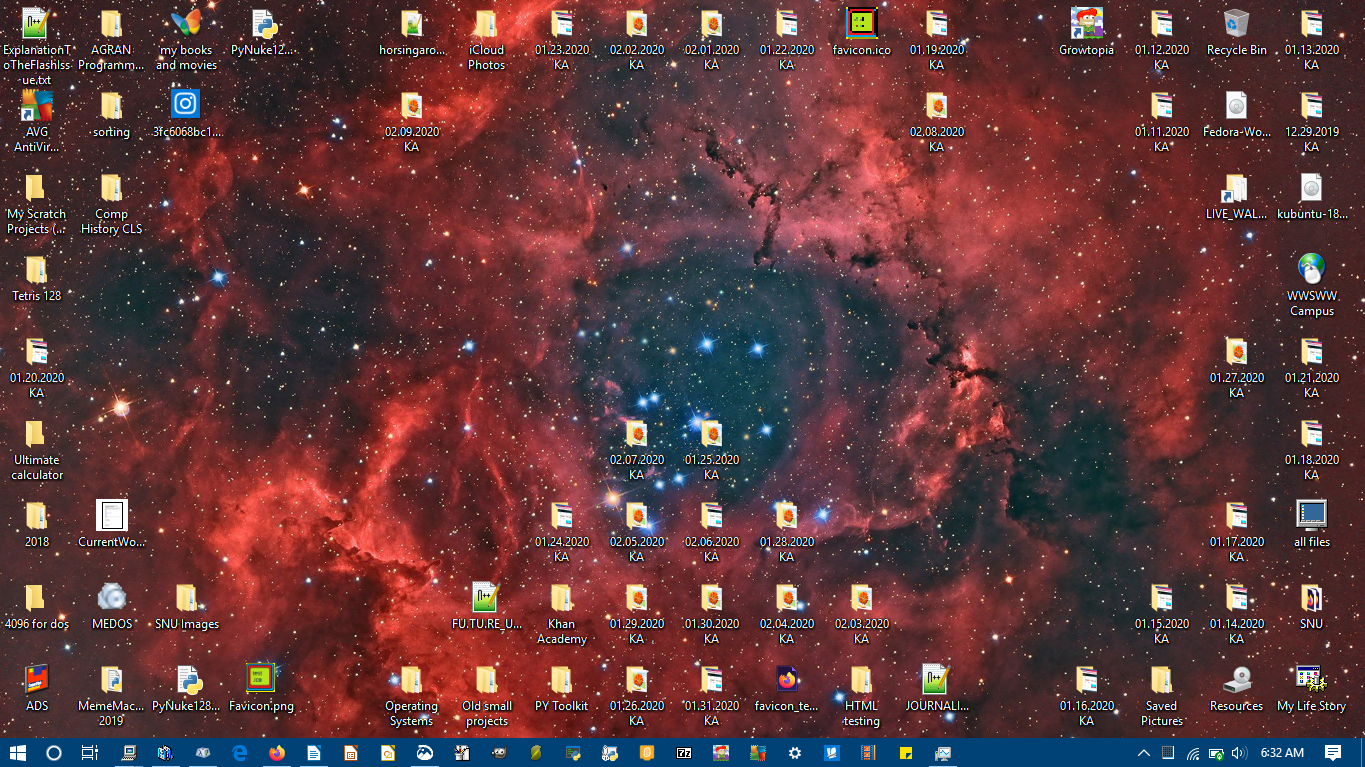 ExplanationT
oTheFlashIss
ue.txt
AGRAN
Programm...
my books
and movies
PyNuke12...
horsingaro...
iCloud
Photos
01.23.2020
KA
02.02.2020
KA
02.01.2020
KA
01.22.2020
KA
favicon.ico
01.19.2020
KA
Growtopia
01.12.2020
KA
Recycle Bin
01.13.2020
KA
AVG
AntiVir...
sorting
3fc6068bc1...
02.09.2020
KA
02.08.2020
KA
01.11.2020
KA
Fedora-Wo...
12.29.2019
KA
My Scratch
Projects (...
Comp
History CLS
LIVE_WAL...
kubuntu-18...
Tetris 128
WWSWW
Campus
01.20.2020
KA
01.27.2020
KA
01.21.2020
KA
Ultimate
calculator
02.07.2020
KA
01.25.2020
KA
01.18.2020
KA
2018
CurrentWo...
01.24.2020
KA
02.05.2020
KA
02.06.2020
KA
01.28.2020
KA
01.17.2020
KA
all files
4096 for dos
MEDOS
SNU Images
FU.TU.RE_U...
Khan
Academy
01.29.2020
KA
01.30.2020
KA
02.04.2020
KA
02.03.2020
KA
01.15.2020
KA
01.14.2020
KA
SNU
ADS
MemeMac...
2019
PyNuke128...
Favicon.png
Operating
Systems
Old small
projects
PY Toolkit
01.26.2020
KA
01.31.2020
KA
favicon_te...
HTML
testing
JOURNALI...
01.16.2020
KA
Saved
Pictures
Resources
My Life Story
6:32 AM